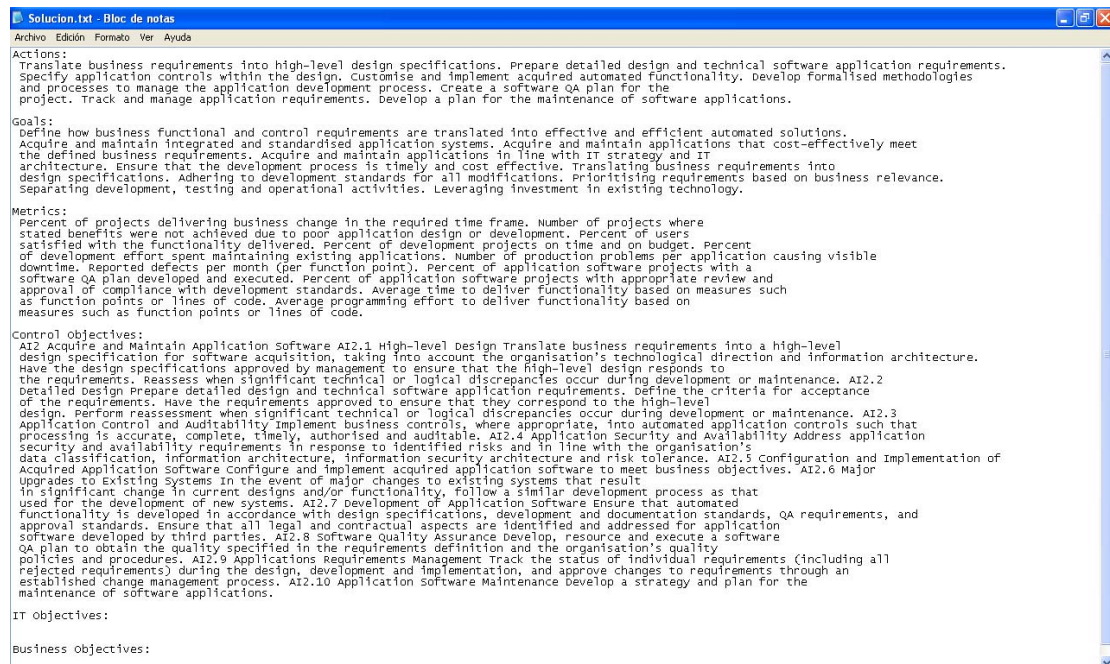 Solucion.txt - Bloc de notas
Archivo Edición Formato Ver Ayuda
Actions:
Translate business requirements into high-level design specifications. Prepare detailed design and technical software application requirements.
Specify application controls within the design. Customise and implement acquired automated functionality. Develop formalised methodologies
and processes to manage the application development process. Create a software QA plan for the
project. Track and manage application requirements. Develop a plan for the maintenance of software applications.
Goals:
Define how business functional and control requirements are translated into effective and efficient automated solutions.
Acquire and maintain integrated and standardised application systems. Acquire and maintain applications that cost-effectively meet
the defined business requirements. Acquire and maintain applications in line with IT strategy and IT
architecture. Ensure that the development process is timely and cost effective. Translating business requirements into
design specifications. Adhering to development standards for all modifications. Prioritising requirements based on business relevance.
Separating development, testing and operational activities. Leveraging investment in existing technology.
Metrics:
Percent of projects delivering business change in the required time frame. Number of projects where
stated benefits were not achieved due to poor application design or development. Percent of users
satisfied with the functionality delivered. Percent of development projects on time and on budget. Percent
of development effort spent maintaining existing applications. Number of production problems per application causing visible
downtime. Reported defects per month (per function point). Percent of application software projects with a
software QA plan developed and executed. Percent of application software projects with appropriate review and
approval of compliance with development standards. Average time to deliver functionality based on measures such
as function points or lines of code. Average programming effort to deliver functionality based on
measures such as function points or lines of code.
Control Objectives:
AI2 Acquire and Maintain Application Software AI2.1 High-level Design Translate business requirements into a high-level
design specification for software acquisition, taking into account the organisation's technological direction and information architecture.
Have the design specifications approved by management to ensure that the high-level design responds to
the requirements. Reassess when significant technical or logical discrepancies occur during development or maintenance. AI2.2
Detailed Design Prepare detailed design and technical software application requirements. Define the criteria for acceptance
of the requirements. Have the requirements approved to ensure that they correspond to the high-level
design. Perform reassessment when significant technical or logical discrepancies occur during development or maintenance. AI2.3
Application Control and Auditability Implement business controls, where appropriate, into automated application controls such that
processing is accurate, complete, timely, authorised and auditable. AI2.4 Application Security and Availability Address application
security and availability requirements in response to identified risks and in line with the organisation's
data classification, information architecture, information security architecture and risk tolerance. AI2.5 Configuration and Implementation of
Acquired Application Software Configure and implement acquired application software to meet business objectives. AI2.6 Major
Upgrades to Existing Systems In the event of major changes to existing systems that result
in significant change in current designs and/or functionality, follow a similar development process as that
used for the development of new systems. AI2.7 Development of Application Software Ensure that automated
functionality is developed in accordance with design specifications, development and documentation standards, QA requirements, and
approval standards. Ensure that all legal and contractual aspects are identified and addressed for application
software developed by third parties. AI2.8 Software Quality Assurance Develop, resource and execute a software
QA plan to obtain the quality specified in the requirements definition and the organisation's quality
policies and procedures. AI2.9 Applications Requirements Management Track the status of individual requirements (including all
rejected requirements) during the design, development and implementation, and approve changes to requirements through an
established change management process. AI2.10 Application Software Maintenance Develop a strategy and plan for the
maintenance of software applications.
IT Objectives:
Business Objectives: